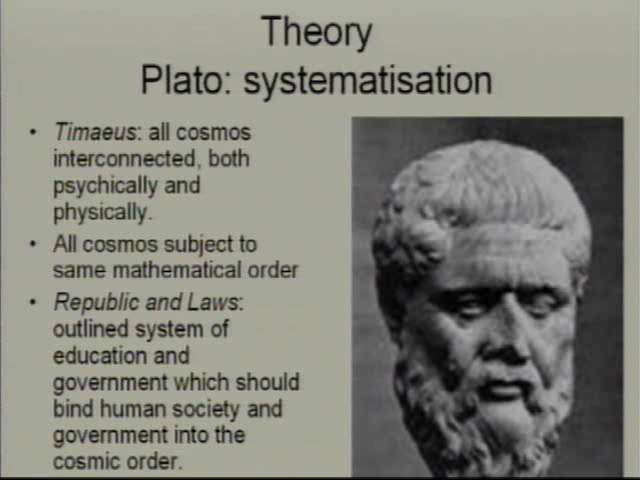 Theory
Plato: systematisation
• Timaeus: all cosmos
interconnected, both
psychically and
physically.
• All cosmos subject to
same mathematical order
• Republic and Laws:
outlined system of
education and
government which should
bind human society and
government into the
cosmic order.